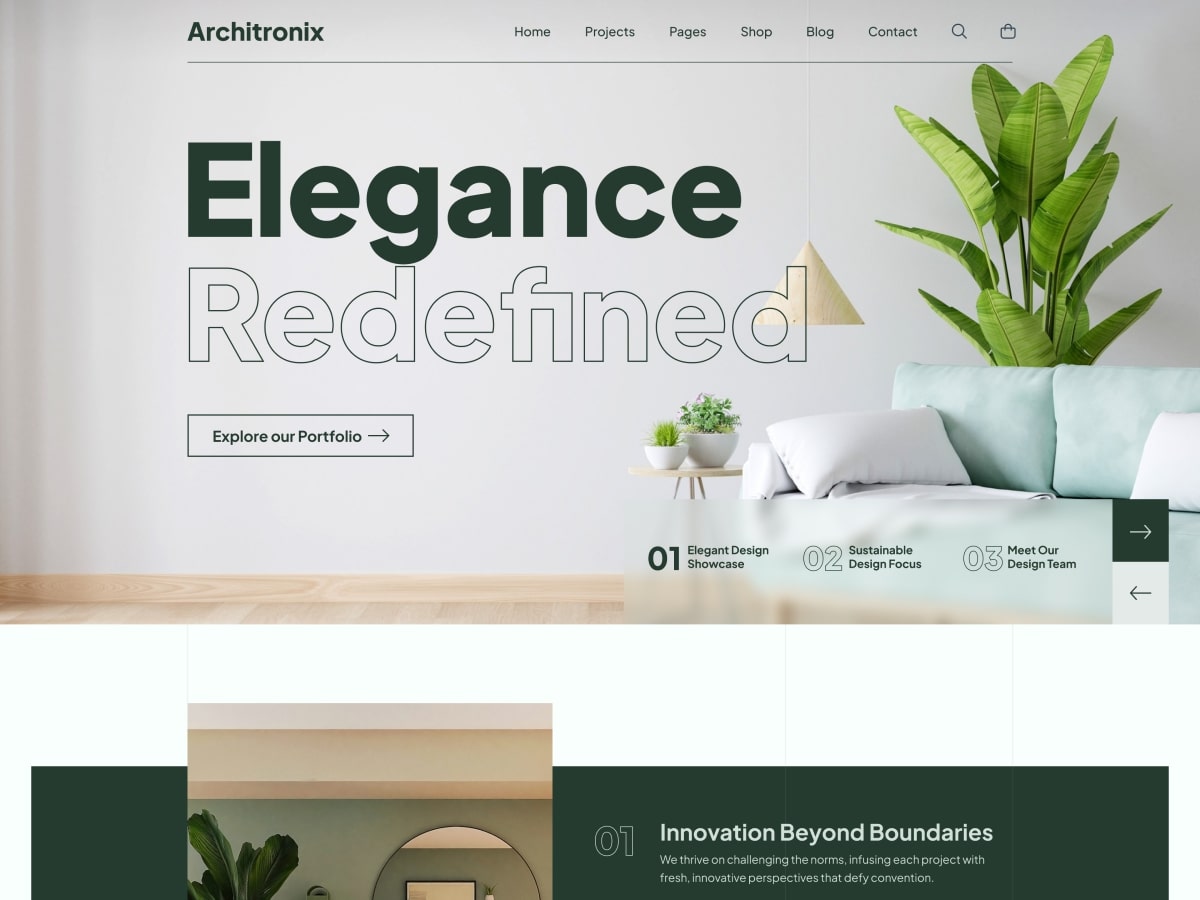 Architronix
Home Projects Pages Shop Blog Contact
Elegance
Redefined
Explore our Portfolio
01 Elegant Design
Showcase
02 Sustainable
Design Focus
03 Meet Our
Design Team
01 Innovation Beyond Boundaries
We thrive on challenging the norms, infusing each project with
fresh, innovative perspectives that defy convention.